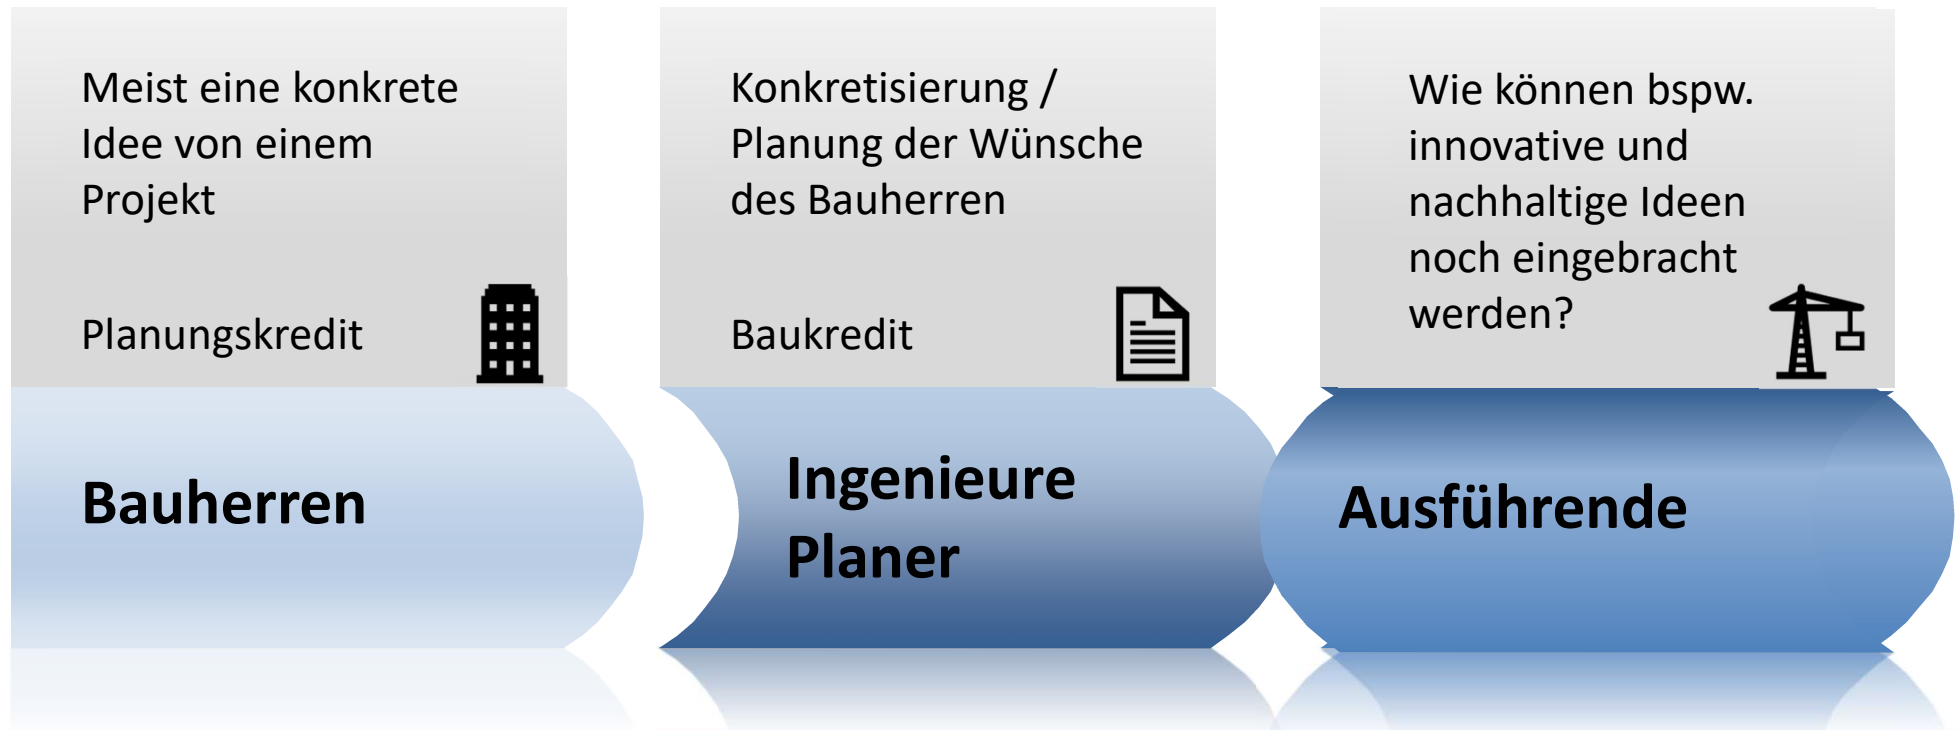 Meist eine konkrete
Idee von einem
Projekt
Planungskredit
Bauherren
Konkretisierung /
Planung der Wünsche
des Bauherren
Baukredit
Ingenieure
Planer
Wie können bspw.
innovative und
nachhaltige Ideen
noch eingebracht
werden?
Ausführende